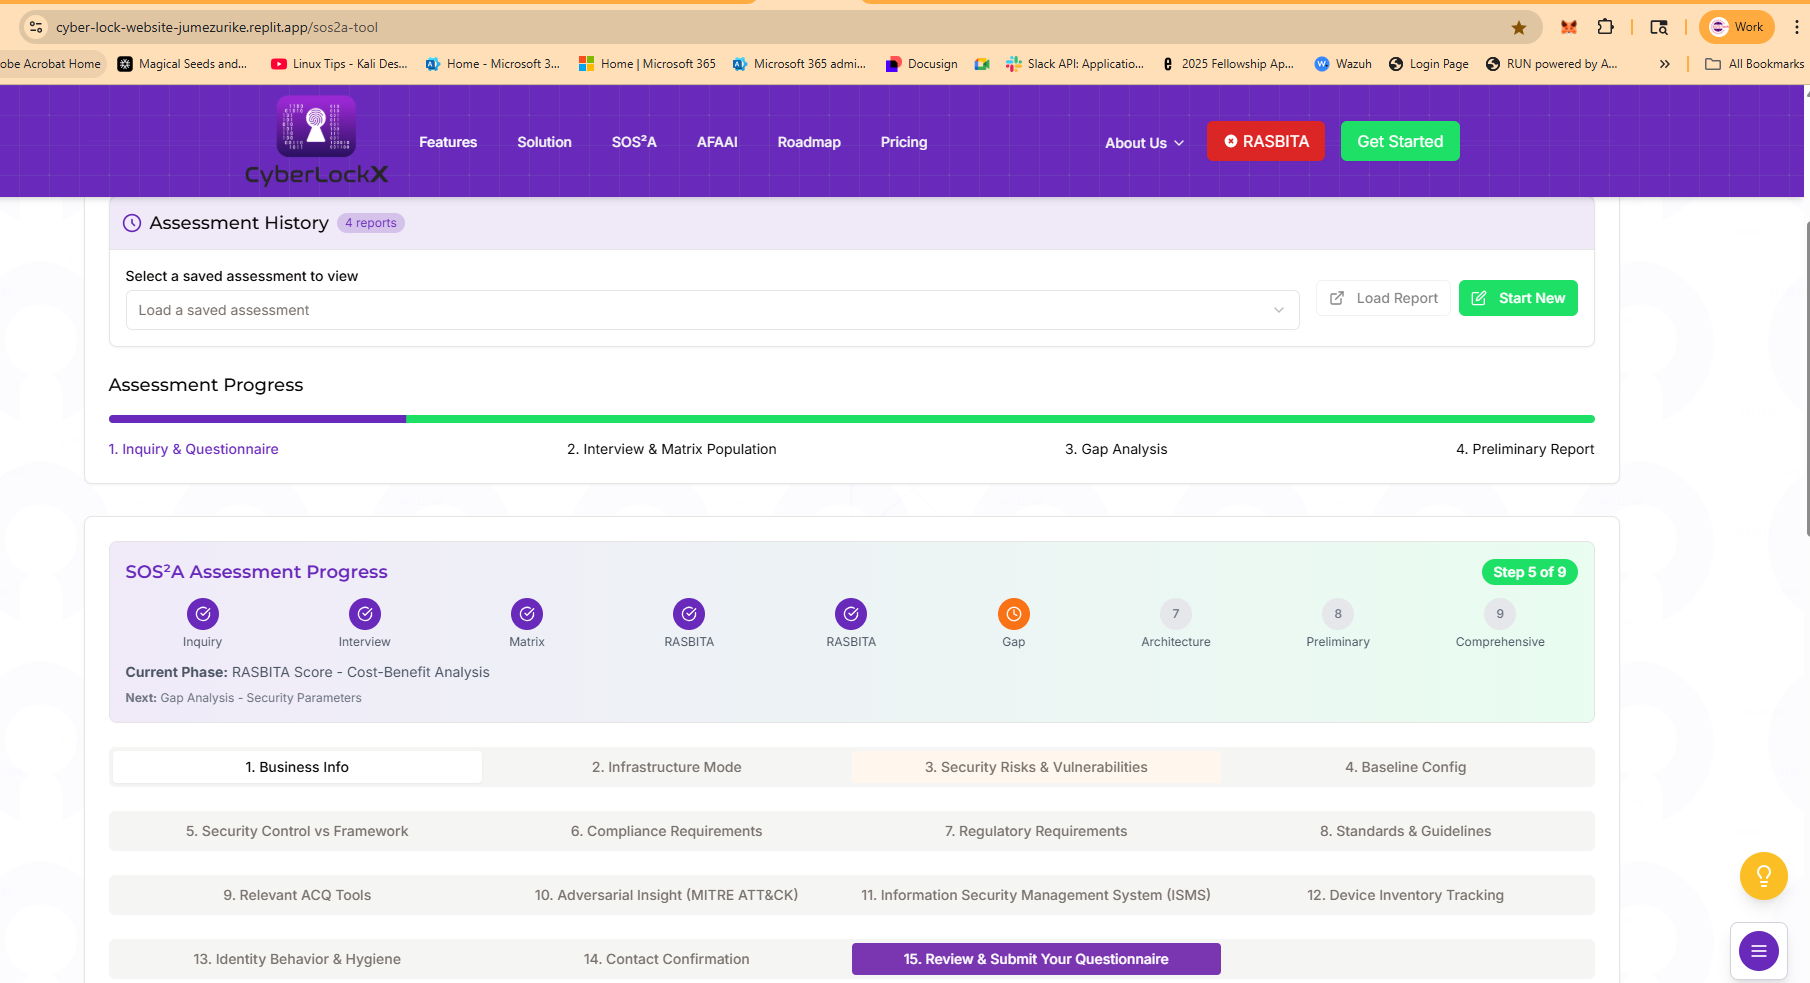 cyber-lock-website-jumezurike.replit.app/sos2a-tool
Work
obe Acrobat Home
Magical Seeds and...
Linux Tips - Kali Des...
Home - Microsoft 3...
Home | Microsoft 365
Microsoft 365 admi...
Docusign
Slack API: Applicatio...
2025 Fellowship Ap...
Wazuh
Login Page
RUN powered by A...
All Bookmarks
CyberLockX
Features
Solution
SOS²A
AFAAI
Roadmap
Pricing
About Us
RASBITA
Get Started
Assessment History
4 reports
Select a saved assessment to view
Load a saved assessment
Load Report
Start New
Assessment Progress
1. Inquiry & Questionnaire
2. Interview & Matrix Population
3. Gap Analysis
4. Preliminary Report
SOS²A Assessment Progress
Step 5 of 9
Inquiry
Interview
Matrix
RASBITA
RASBITA
Gap
7
Architecture
8
Preliminary
9
Comprehensive
Current Phase: RASBITA Score - Cost-Benefit Analysis
Next: Gap Analysis - Security Parameters
1. Business Info
2. Infrastructure Mode
3. Security Risks & Vulnerabilities
4. Baseline Config
5. Security Control vs Framework
6. Compliance Requirements
7. Regulatory Requirements
8. Standards & Guidelines
9. Relevant ACQ Tools
10. Adversarial Insight (MITRE ATT&CK)
11. Information Security Management System (ISMS)
12. Device Inventory Tracking
13. Identity Behavior & Hygiene
14. Contact Confirmation
15. Review & Submit Your Questionnaire